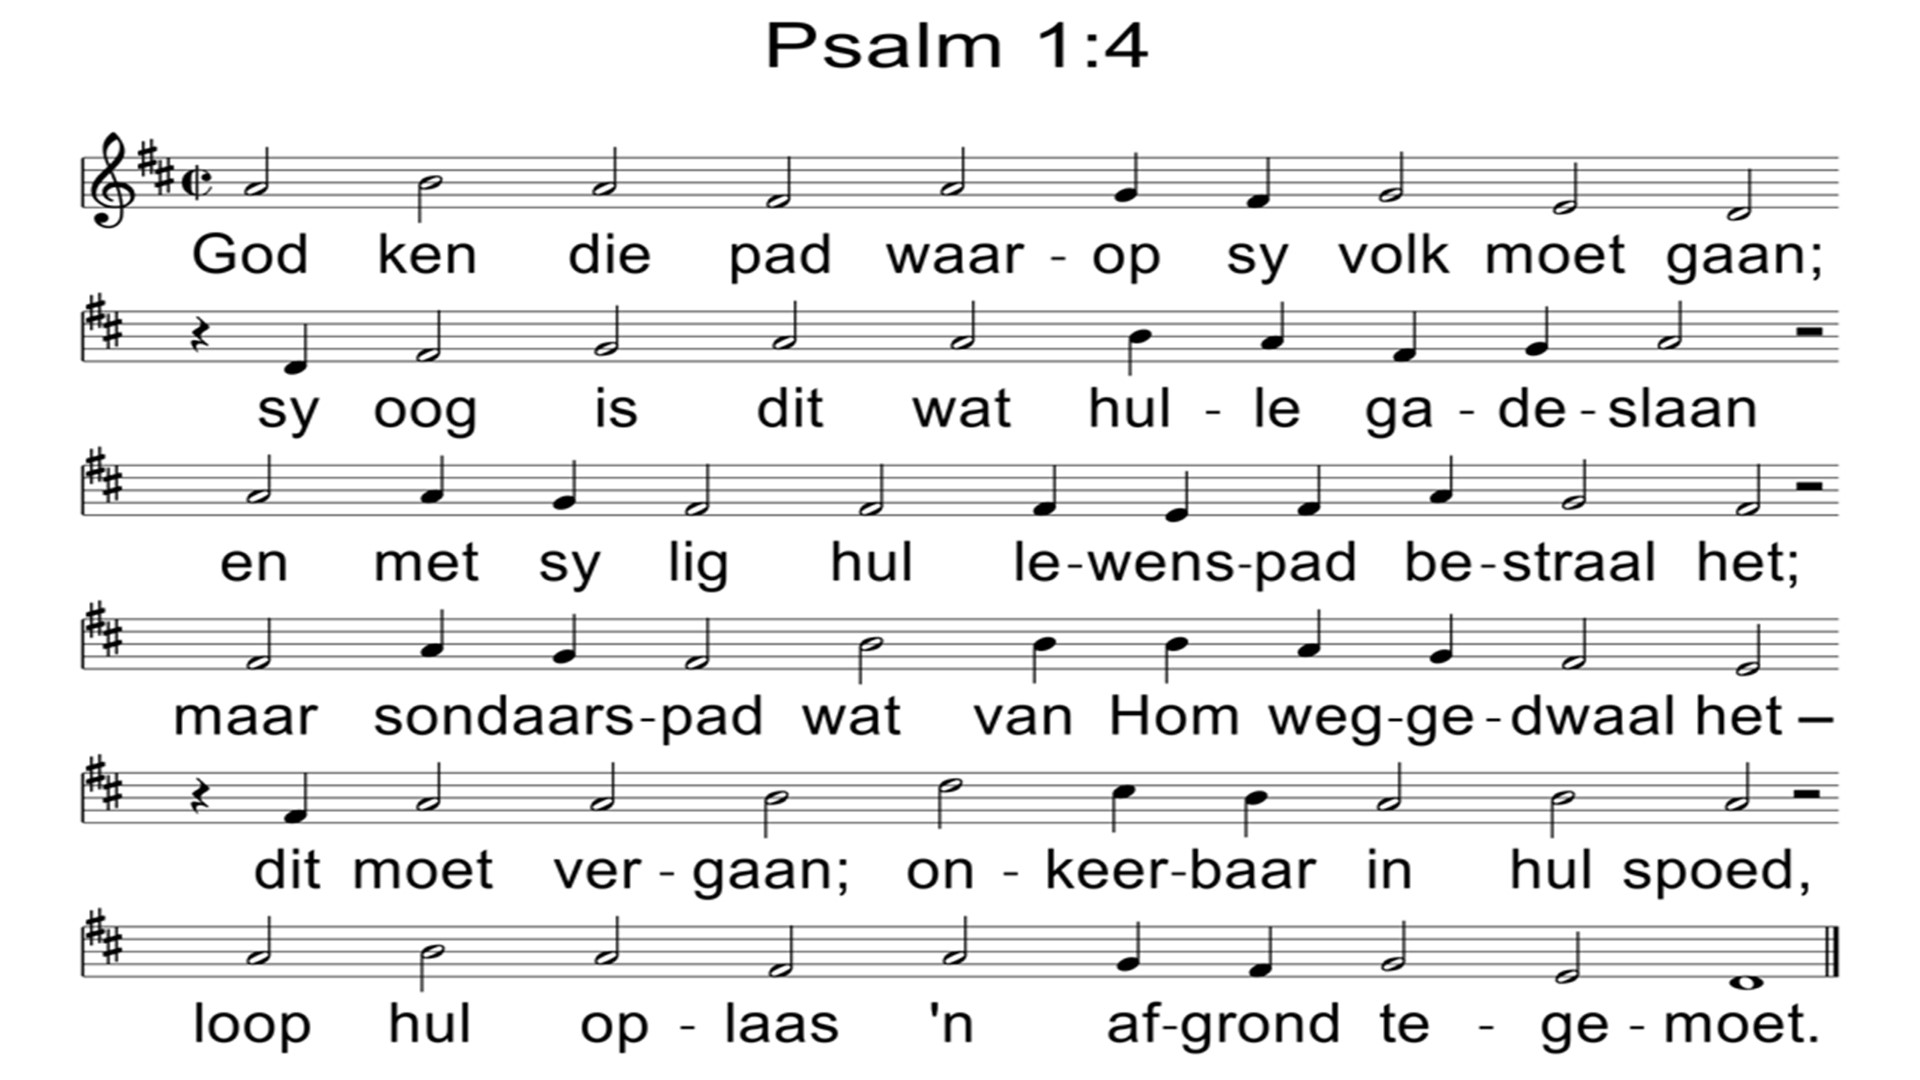 Psalm 1:4
God ken die pad waar - op sy volk moet gaan;
sy oog is dit wat hul - le ga - de - slaan
en met sy lig hul le-wens-pad be-straal het;
maar sondaars-pad wat van Hom weg-ge-dwaal het –
dit moet ver - gaan; on - keer-baar in hul spoed,
loop hul op - laas 'n af-grond te - ge - moet.